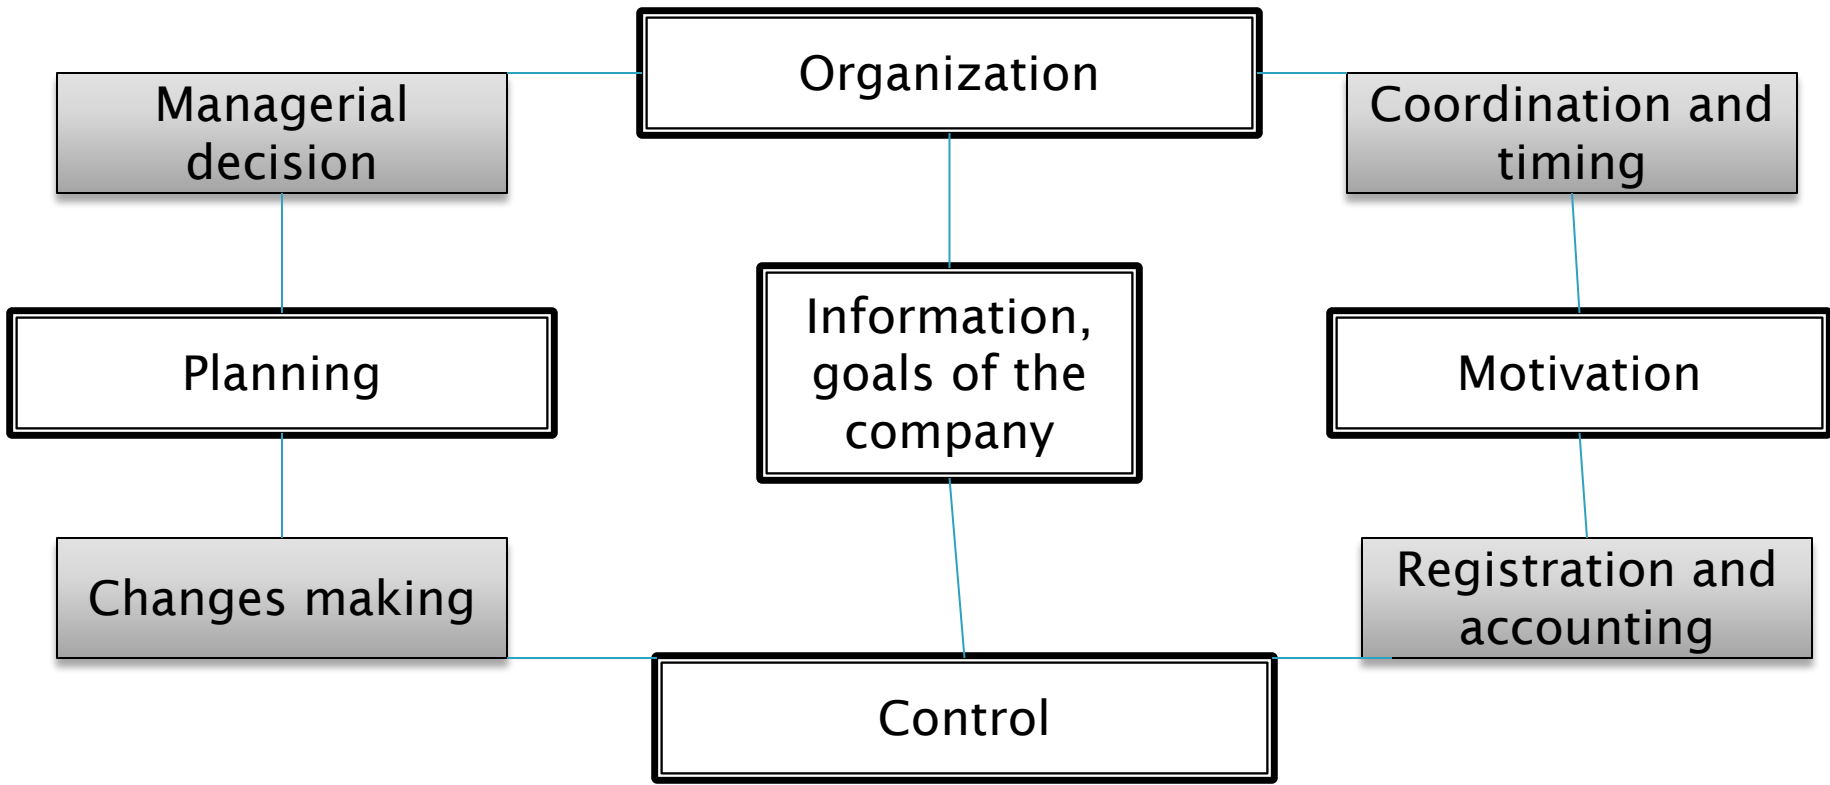 Organization
Managerial
decision
Coordination and
timing
Information,
goals of the
company
Planning
Motivation
Changes making
Registration and
accounting
Control